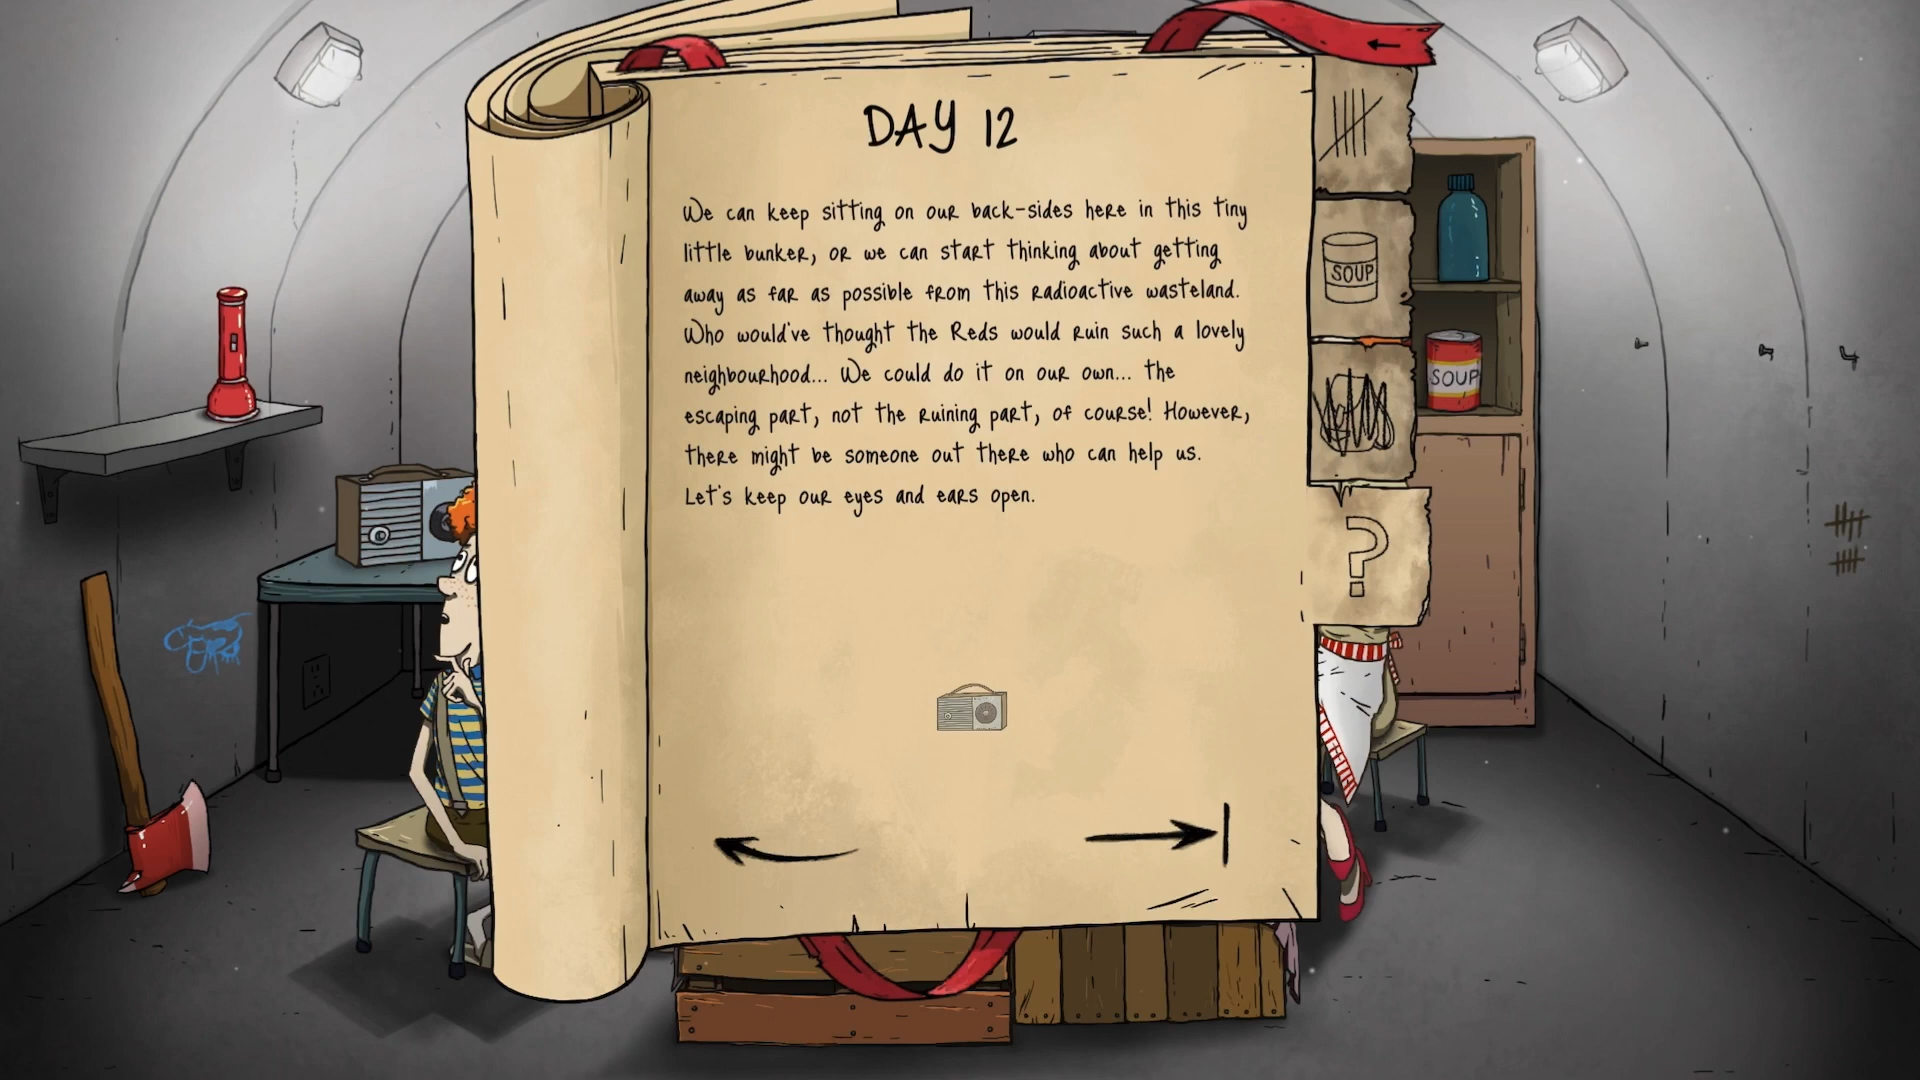 DAY 12
We can keep sitting on our back-sides here in this tiny
little bunker, or we can start thinking about getting
away as far as possible from this radioactive wasteland.
Who would've thought the Reds would ruin such a lovely
neighbourhood... We could do it on our own... the
escaping part, not the ruining part, of course! However,
there might be someone out there who can help us.
Let's keep our eyes and ears open.
SOUP
SOUP
?